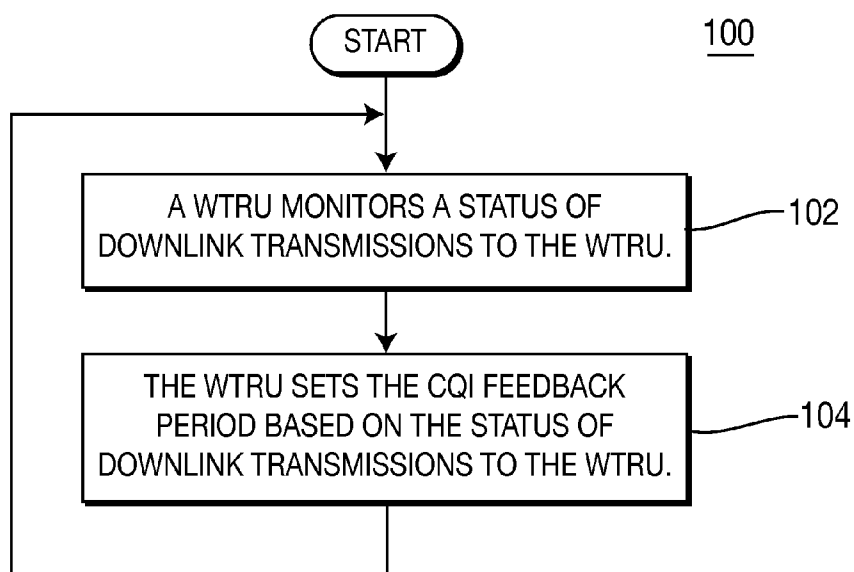 START
100
A WTRU MONITORS A STATUS OF
DOWNLINK TRANSMISSIONS TO THE WTRU.
102
THE WTRU SETS THE CQI FEEDBACK
PERIOD BASED ON THE STATUS OF
DOWNLINK TRANSMISSIONS TO THE WTRU.
104